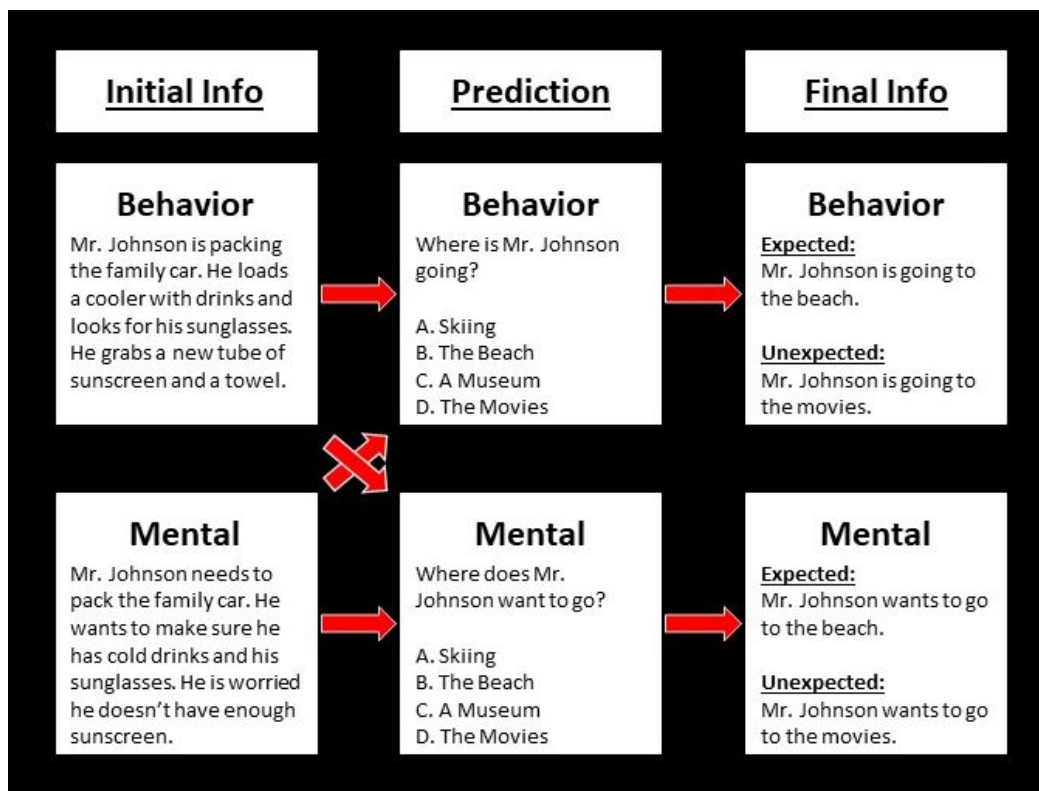 Initial Info
Prediction
Final Info
Behavior
Mr. Johnson is packing
the family car. He loads
a cooler with drinks and
looks for his sunglasses.
He grabs a new tube of
sunscreen and a towel.
Behavior
Where is Mr. Johnson
going?
A. Skiing
B. The Beach
C. A Museum
D. The Movies
Behavior
Expected:
Mr. Johnson is going to
the beach.
Unexpected:
Mr. Johnson is going to
the movies.
Mental
Mr. Johnson needs to
pack the family car. He
wants to make sure he
has cold drinks and his
sunglasses. He is worried
he doesn't have enough
sunscreen.
Mental
Where does Mr.
Johnson want to go?
A. Skiing
B. The Beach
C. A Museum
D. The Movies
Mental
Expected:
Mr. Johnson wants to go
to the beach.
Unexpected:
Mr. Johnson wants to go
to the movies.